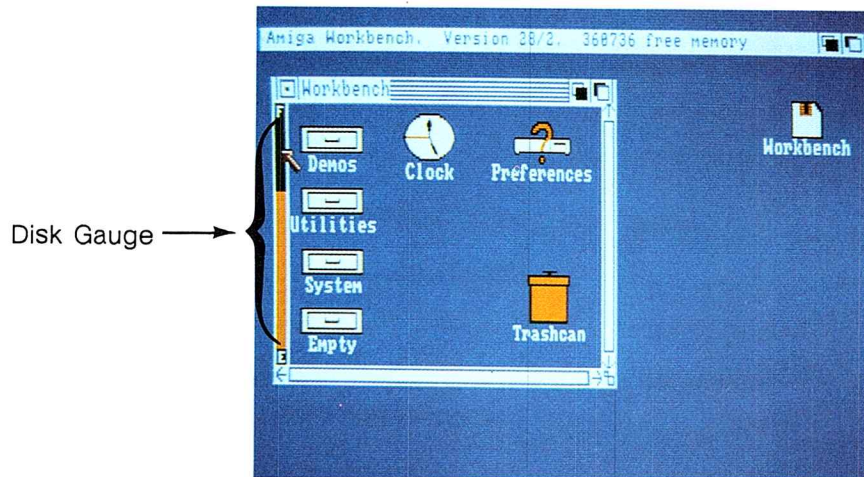 Amiga Workbench. Version 28/2. 360736 free memory
Workbench
F
Demos
Clock
Preferences
Workbench
Utilities
Disk Gauge
System
Trashcan
Empty
E